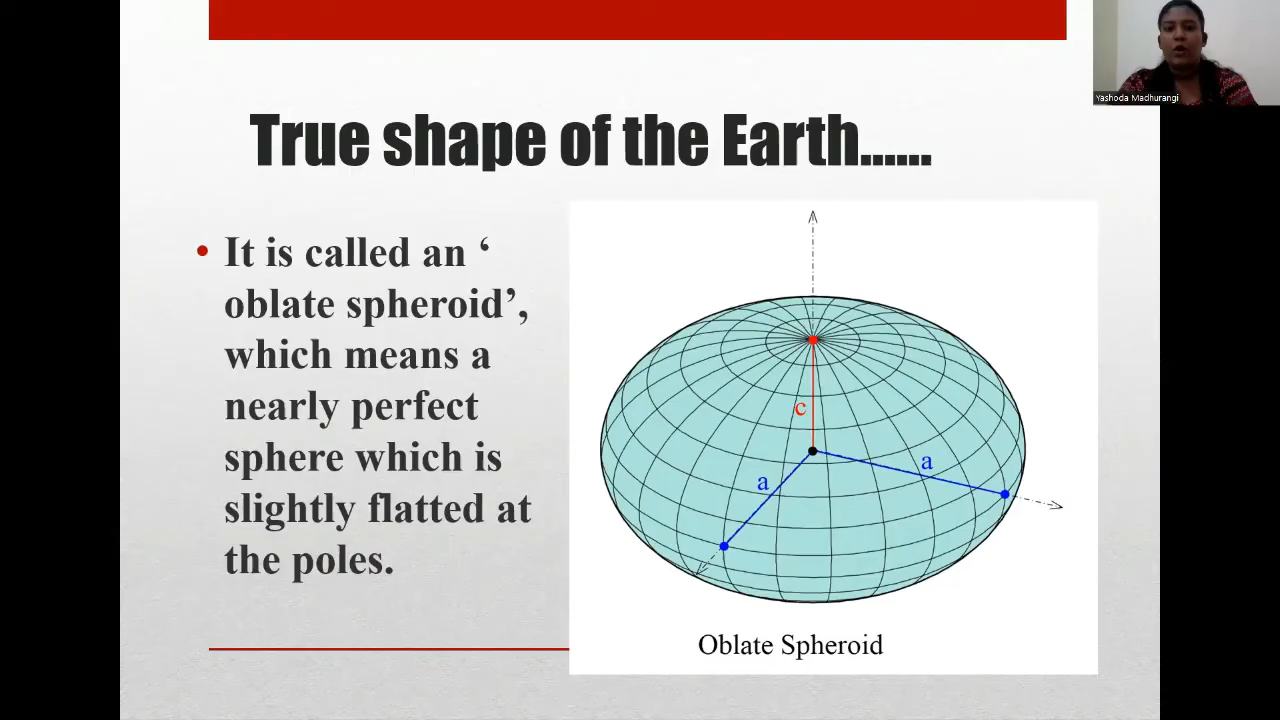 Yashoda Madhurangi
True shape of the Earth......
• It is called an ‘
oblate spheroid’,
which means a
nearly perfect
sphere which is
slightly flatted at
the poles.
c
a
a
Oblate Spheroid